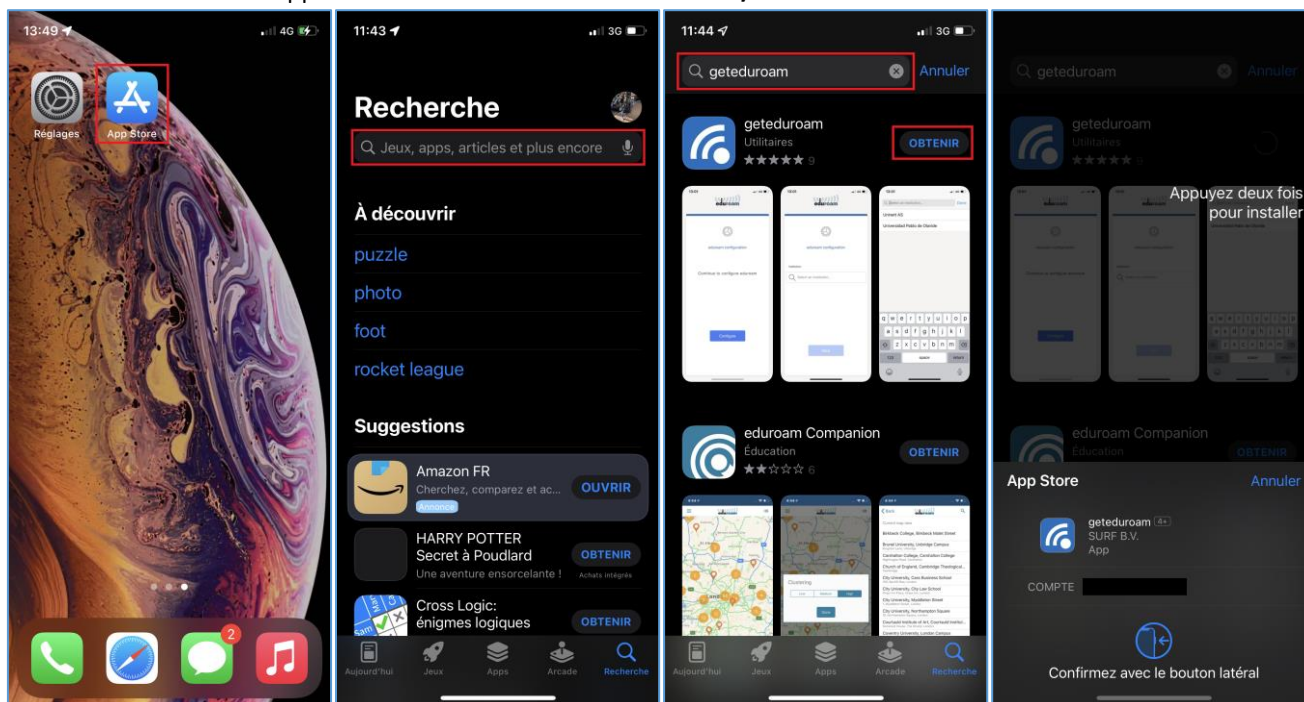 13:49
4G
Réglages
App Store
2
11:43
3G
Recherche
Jeux, apps, articles et plus encore
À découvrir
puzzle
photo
foot
rocket league
Suggestions
Amazon FR
Cherchez, comparez et ac...
Annonce
OUVRIR
HARRY POTTER
Secret à Poudlard
Une aventure ensorcelante !
OBTENIR
Achats intégrés
Cross Logic:
énigmes logiques
OBTENIR
Aujourd'hui
Jeux
Apps
Arcade
Recherche
11:44
3G
geteduroam
Annuler
geteduroam
Utilitaires
9
OBTENIR
eduroam
eduroam
q w e r t y u i o p
a s d f g h j k l
z x c v b n m
eduroam Companion
Éducation
6
OBTENIR
Clustering
Aujourd'hui
Jeux
Apps
Arcade
Recherche
geteduroam
Annuler
geteduroam
Utilitaires
Appuyez deux fois
pour installer
eduroam Companion
Éducation
OBTENIR
App Store
Annuler
geteduroam 4+
SURF B.V.
App
COMPTE
Confirmez avec le bouton latéral